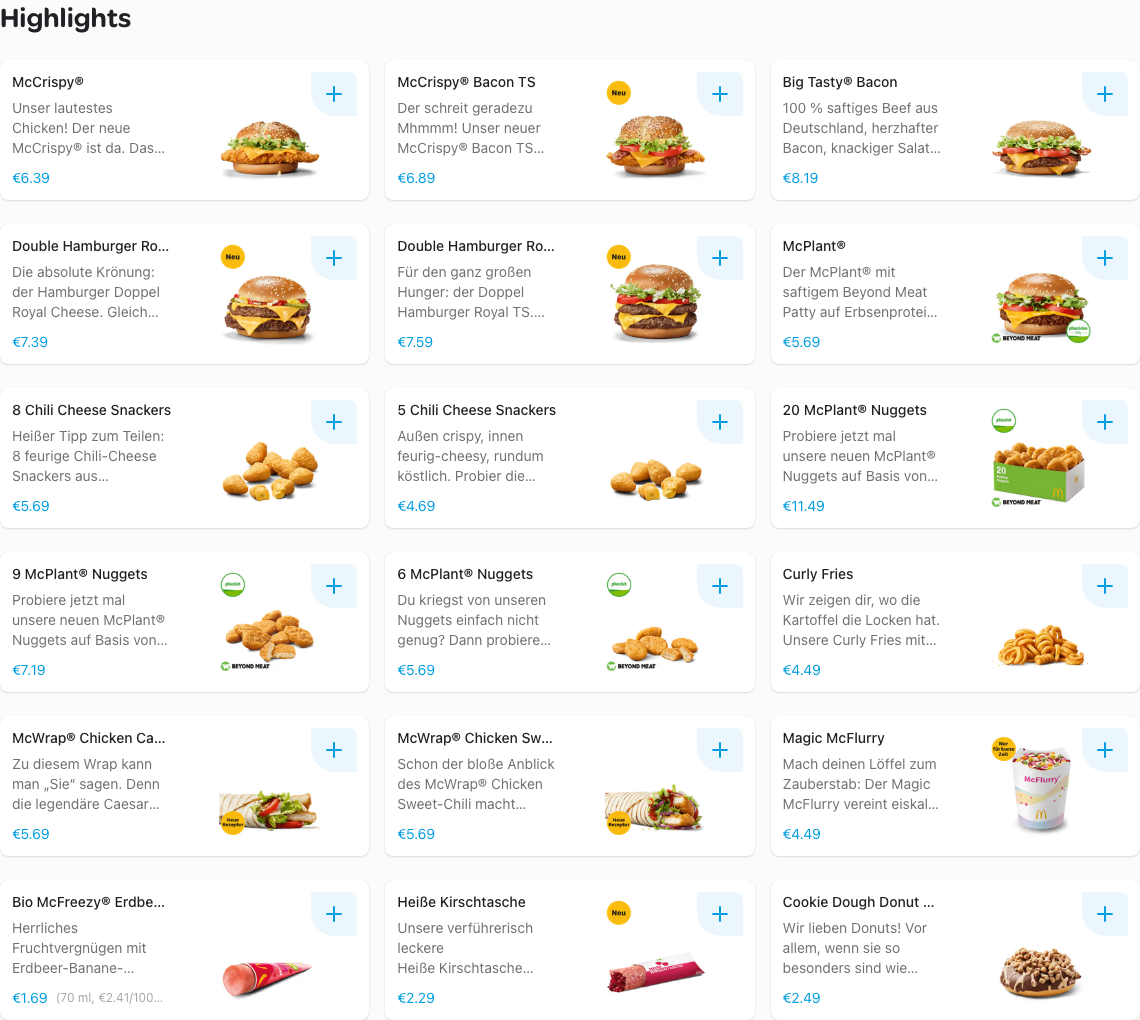 Highlights
McCrispy®
Unser lautestes
Chicken! Der neue
McCrispy® ist da. Das...
€6.39
McCrispy® Bacon TS
Neu
Der schreit geradezu
Mhmmm! Unser neuer
McCrispy® Bacon TS...
€6.89
Big Tasty® Bacon
100 % saftiges Beef aus
Deutschland, herzhafter
Bacon, knackiger Salat...
€8.19
Double Hamburger Ro...
Neu
Die absolute Krönung:
der Hamburger Doppel
Royal Cheese. Gleich...
€7.39
Double Hamburger Ro...
Neu
Für den ganz großen
Hunger: der Doppel
Hamburger Royal TS....
€7.59
McPlant®
Der McPlant® mit
saftigem Beyond Meat
Patty auf Erbsenprotei...
€5.69
BEYOND MEAT
8 Chili Cheese Snackers
Heißer Tipp zum Teilen:
8 feurige Chili-Cheese
Snackers aus...
€5.69
5 Chili Cheese Snackers
Außen crispy, innen
feurig-cheesy, rundum
köstlich. Probier die...
€4.69
20 McPlant® Nuggets
Probiere jetzt mal
unsere neuen McPlant®
Nuggets auf Basis von...
€11.49
20
BEYOND MEAT
9 McPlant® Nuggets
Probiere jetzt mal
unsere neuen McPlant®
Nuggets auf Basis von...
€7.19
BEYOND MEAT
6 McPlant® Nuggets
Du kriegst von unseren
Nuggets einfach nicht
genug? Dann probiere...
€5.69
BEYOND MEAT
Curly Fries
Wir zeigen dir, wo die
Kartoffel die Locken hat.
Unsere Curly Fries mit...
€4.49
McWrap® Chicken Ca...
Zu diesem Wrap kann
man „Sie“ sagen. Denn
die legendäre Caesar...
€5.69
Neue
Rezeptur
McWrap® Chicken Sw...
Schon der bloße Anblick
des McWrap® Chicken
Sweet-Chili macht...
€5.69
Neue
Rezeptur
Magic McFlurry
Nur
für kurze
Zeit
Mach deinen Löffel zum
Zauberstab: Der Magic
McFlurry vereint eiskal...
€4.49
McFlurry®
Bio McFreezy® Erdbe...
Herrliches
Fruchtvergnügen mit
Erdbeer-Banane-...
€1.69 (70 ml, €2.41/100...
Heiße Kirschtasche
Neu
Unsere verführerisch
leckere
Heiße Kirschtasche...
€2.29
Cookie Dough Donut ...
Wir lieben Donuts! Vor
allem, wenn sie so
besonders sind wie...
€2.49